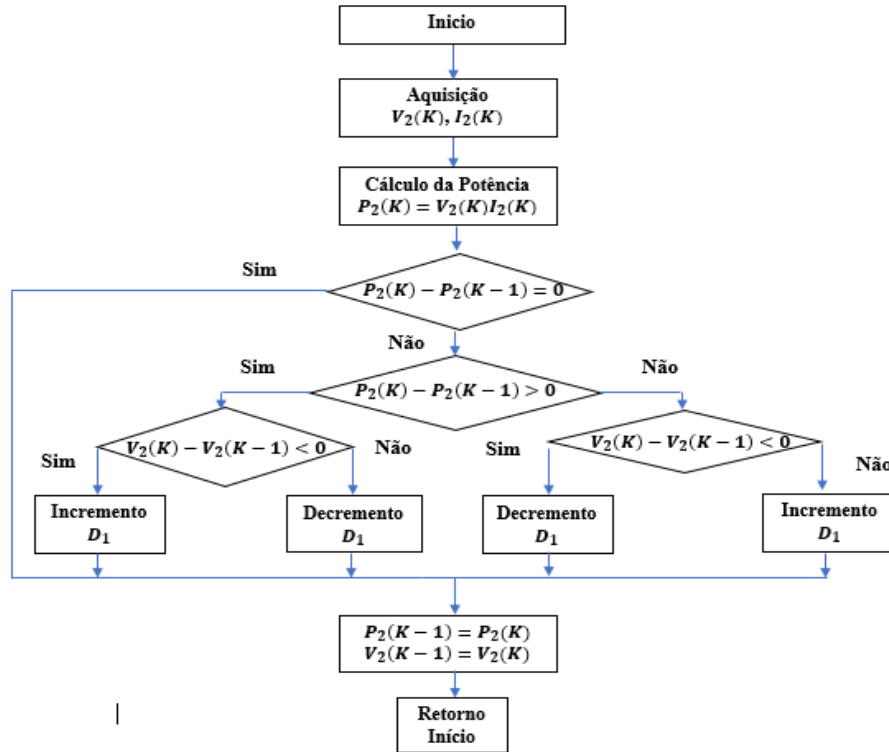 Inicio
Aquisição
V₂(K), I₂(K)
Cálculo da Potência
P₂(K) = V₂(K)I₂(K)
Sim
P₂(K) − P₂(K − 1) = 0
Não
Sim
P₂(K) − P₂(K − 1) > 0
Não
V₂(K) − V₂(K − 1) < 0
V₂(K) − V₂(K − 1) < 0
Sim
Não
Sim
Não
Incremento
D₁
Decremento
D₁
Decremento
D₁
Incremento
D₁
P₂(K − 1) = P₂(K)
V₂(K − 1) = V₂(K)
Retorno
Início